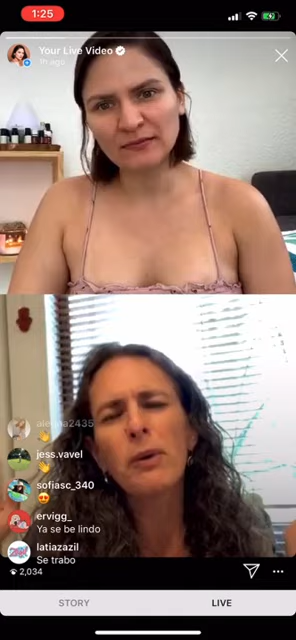 1:25
Your Live Video
1h ago
alegna2435
jess.vavel
sofiasc_340
ervigg_
Ya se be lindo
latiazazil
Se trabo
2,034
STORY
LIVE